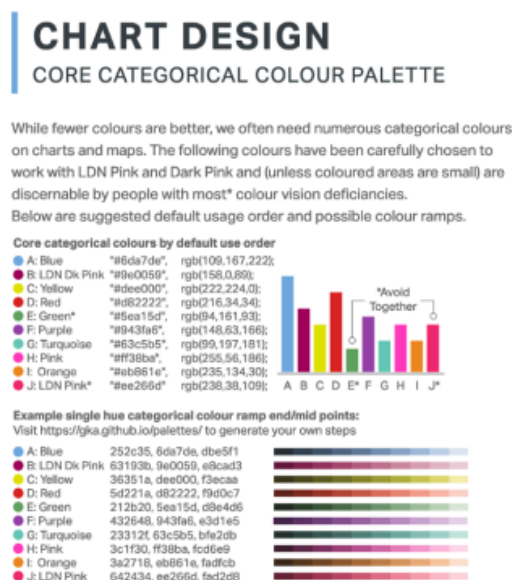 CHART DESIGN
CORE CATEGORICAL COLOUR PALETTE
While fewer colours are better, we often need numerous categorical colours
on charts and maps. The following colours have been carefully chosen to
work with LDN Pink and Dark Pink and (unless coloured areas are small) are
discernable by people with most* colour vision deficiancies.
Below are suggested default usage order and possible colour ramps.
Core categorical colours by default use order
A: Blue "#6da7de", rgb(109,167,222);
B: LDN Dk Pink "#9e0059", rgb(158,0,89);
C: Yellow "#dee000", rgb(222,224,0);
D: Red "#d82222", rgb(216,34,34);
E: Green* "#5ea15d", rgb(94,161,93);
F: Purple "#943fa6", rgb(148,63,166);
G: Turquoise "#63c5b5", rgb(99,197,181);
H: Pink "#ff38ba", rgb(255,56,186);
I: Orange "#eb861e", rgb(235,134,30);
J: LDN Pink* "#ee266d", rgb(238,38,109);
*Avoid
Together
A B C D E* F G H I J*
Example single hue categorical colour ramp end/mid points:
Visit https://gka.github.io/palettes/ to generate your own steps
A: Blue 252c35, 6da7de, dbe5f1
B: LDN Dk Pink 63193b, 9e0059, e8cad3
C: Yellow 36351a, dee000, f3ecaa
D: Red 5d221a, d82222, f9d0c7
E: Green 212b20, 5ea15d, d8e4d6
F: Purple 432648, 943fa6, e3d1e5
G: Turquoise 23312f, 63c5b5, bfe2db
H: Pink 3c1f30, ff38ba, fcd6e9
I: Orange 3a2718, eb861e, fadfcb
J: LDN Pink 642434, ee266d, fad2d8